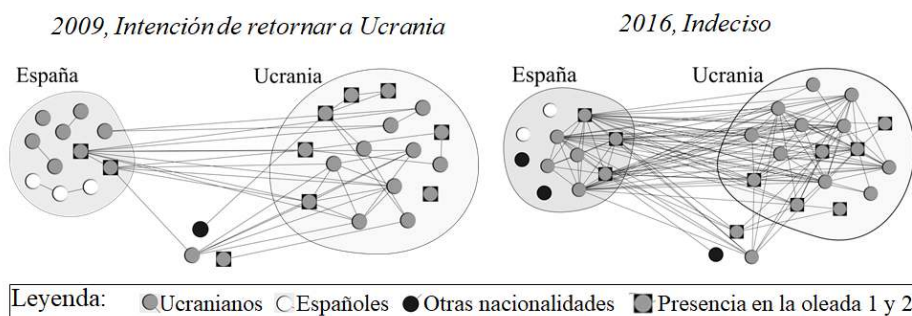 2009, Intención de retornar a Ucrania
2016, Indeciso
España
Ucrania
España
Ucrania
Leyenda: Ucranianos Españoles Otras nacionalidades Presencia en la oleada 1 y 2